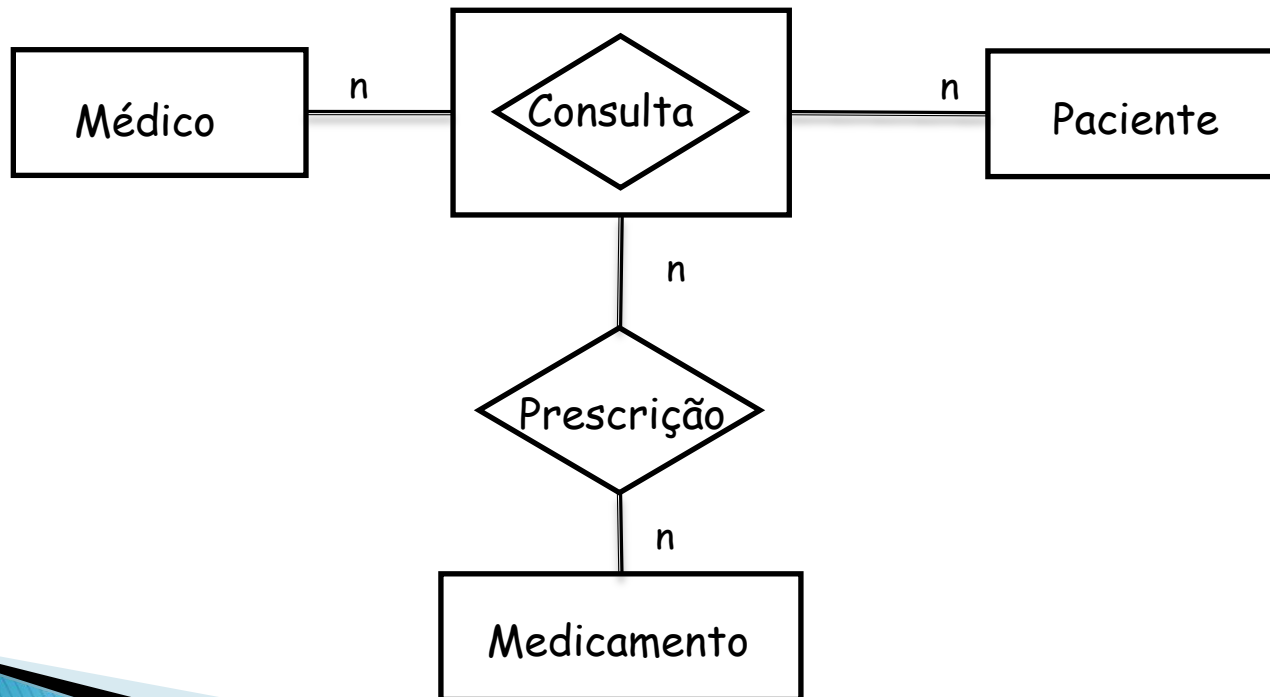 Médico
n
Consulta
n
Paciente
n
Prescrição
n
Medicamento